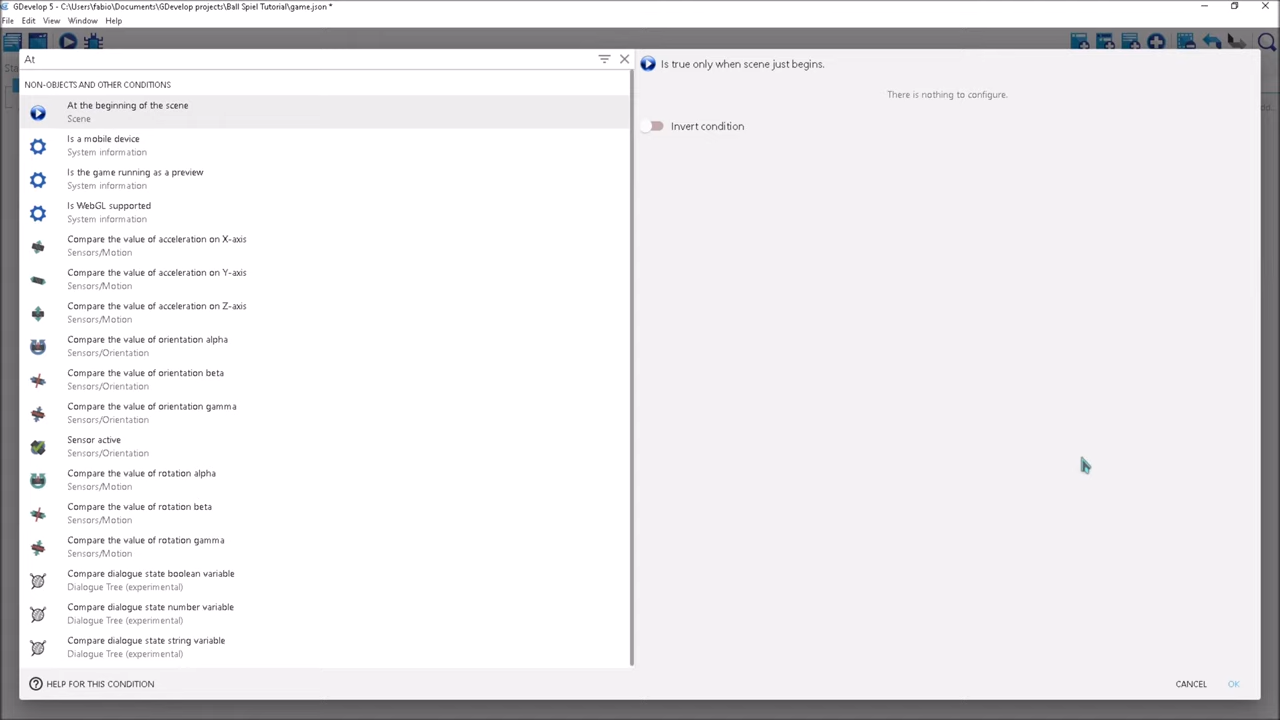 GDevelop 5 - C:\Users\fabio\Documents\GDevelop projects\Ball Spiel Tutorial\game.json *
File Edit View Window Help
At
Is true only when scene just begins.
NON-OBJECTS AND OTHER CONDITIONS
There is nothing to configure.
At the beginning of the scene
Scene
Invert condition
Is a mobile device
System information
Is the game running as a preview
System information
Is WebGL supported
System information
Compare the value of acceleration on X-axis
Sensors/Motion
Compare the value of acceleration on Y-axis
Sensors/Motion
Compare the value of acceleration on Z-axis
Sensors/Motion
Compare the value of orientation alpha
Sensors/Orientation
Compare the value of orientation beta
Sensors/Orientation
Compare the value of orientation gamma
Sensors/Orientation
Sensor active
Sensors/Orientation
Compare the value of rotation alpha
Sensors/Motion
Compare the value of rotation beta
Sensors/Motion
Compare the value of rotation gamma
Sensors/Motion
Compare dialogue state boolean variable
Dialogue Tree (experimental)
Compare dialogue state number variable
Dialogue Tree (experimental)
Compare dialogue state string variable
Dialogue Tree (experimental)
HELP FOR THIS CONDITION
CANCEL OK